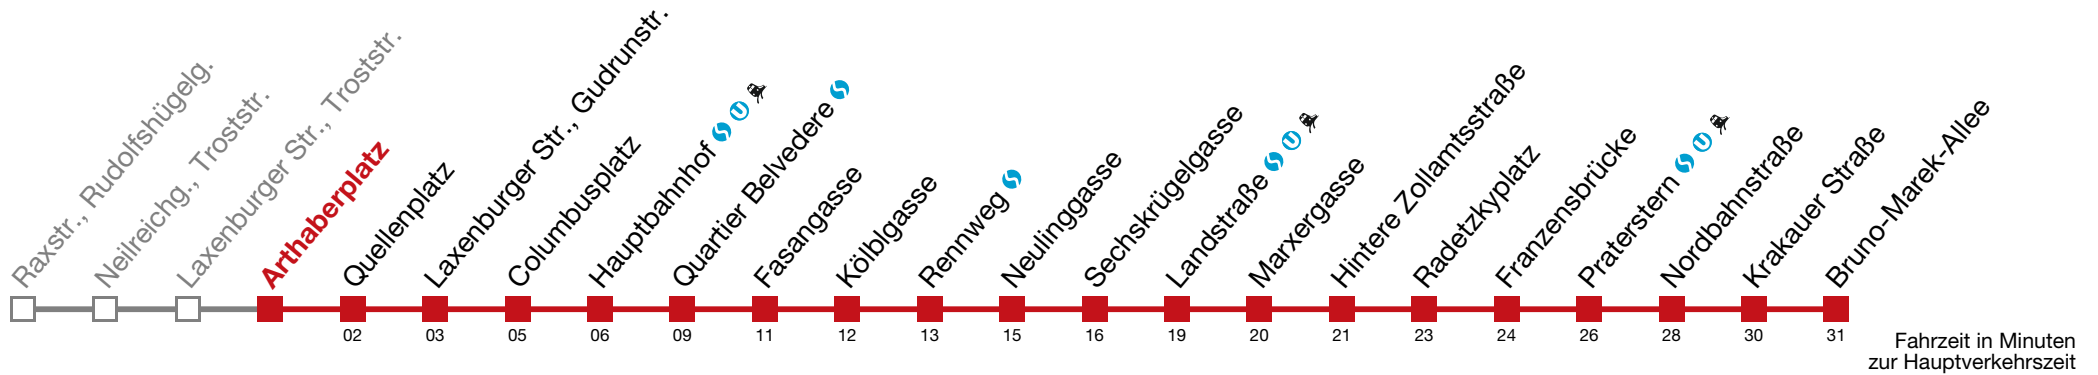 Raxstr., Rudolfshügelg.
Neilreichg., Troststr.
Laxenburger Str., Troststr.
Arthaberplatz
Quellenplatz
Laxenburger Str., Gudrunstr.
Columbusplatz
Hauptbahnhof S U
Quartier Belvedere S
Fasangasse
Kölblgasse
Rennweg S
Neulinggasse
Sechskrügelgasse
Landstraße S U
Marxergasse
Hintere Zollamtsstraße
Radetzkyplatz
Franzensbrücke
Praterstern S U
Nordbahnstraße
Krakauer Straße
Bruno-Marek-Allee
02 03 05 06 09 11 12 13 15 16 19 20 21 23 24 26 28 30 31
Fahrzeit in Minuten
zur Hauptverkehrszeit